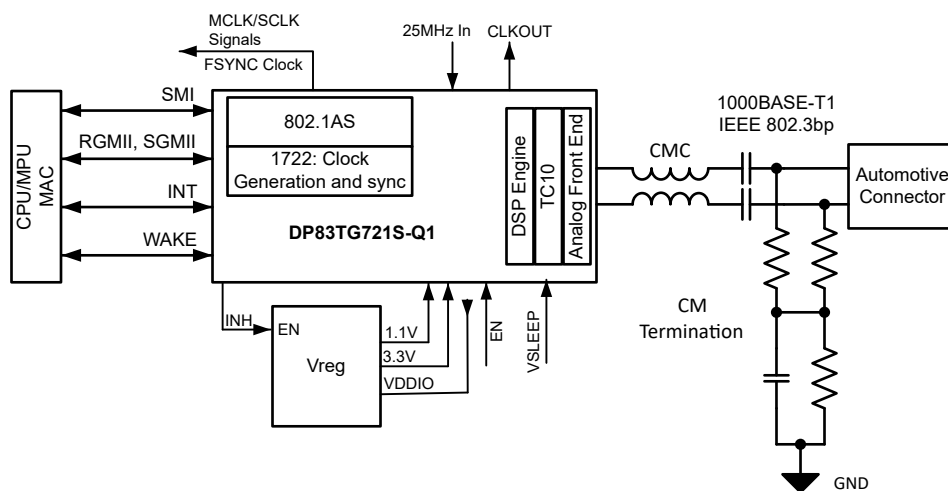 MCLK/SCLK
Signals
FSYNC Clock
25MHz In
CLKOUT
CPU/MPU
MAC
SMI
RGMII, SGMII
INT
WAKE
802.1AS
1722: Clock
Generation and sync
DP83TG721S-Q1
DSP Engine
TC10
Analog Front End
CMC
1000BASE-T1
IEEE 802.3bp
Automotive
Connector
CM
Termination
INH
EN
Vreg
1.1V
3.3V
VDDIO
EN
VSLEEP
GND